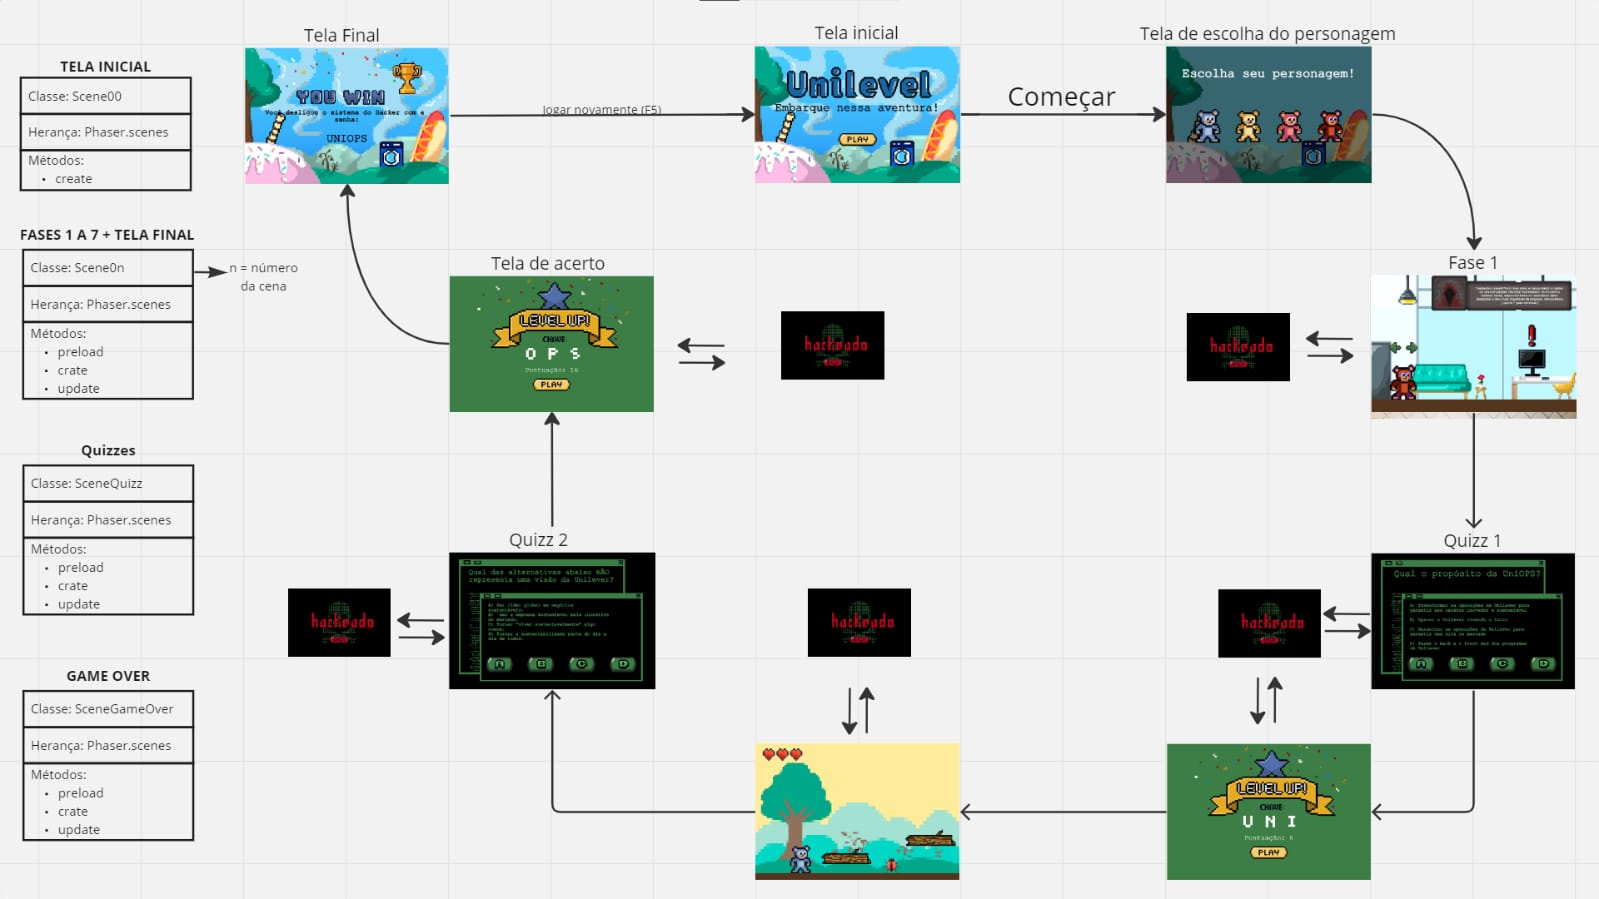 TELA INICIAL
Classe: Scene00
Herança: Phaser.scenes
Métodos:
• create
FASES 1 A 7 + TELA FINAL
Classe: Scene0n
n = número
da cena
Herança: Phaser.scenes
Métodos:
• preload
• crate
• update
Quizzes
Classe: SceneQuizz
Herança: Phaser.scenes
Métodos:
• preload
• crate
• update
GAME OVER
Classe: SceneGameOver
Herança: Phaser.scenes
Métodos:
• preload
• crate
• update
Tela Final
YOU WIN
Você desligou o sistema do Hacker com a
senha:
UNIOPS
Jogar novamente (F5)
Tela inicial
Unilevel
Embarque nessa aventura!
PLAY
Começar
Tela de escolha do personagem
Escolha seu personagem!
Fase 1
hackeado
Quizz 1
Qual o propósito da UniOPS?
A B C D
hackeado
LEVEL UP!
CHAVE:
U N I
PLAY
hackeado
Quizz 2
Qual das alternativas abaixo NÃO
representa uma visão da Unilever?
A B C D
hackeado
Tela de acerto
LEVEL UP!
CHAVE:
O P S
PLAY
hackeado